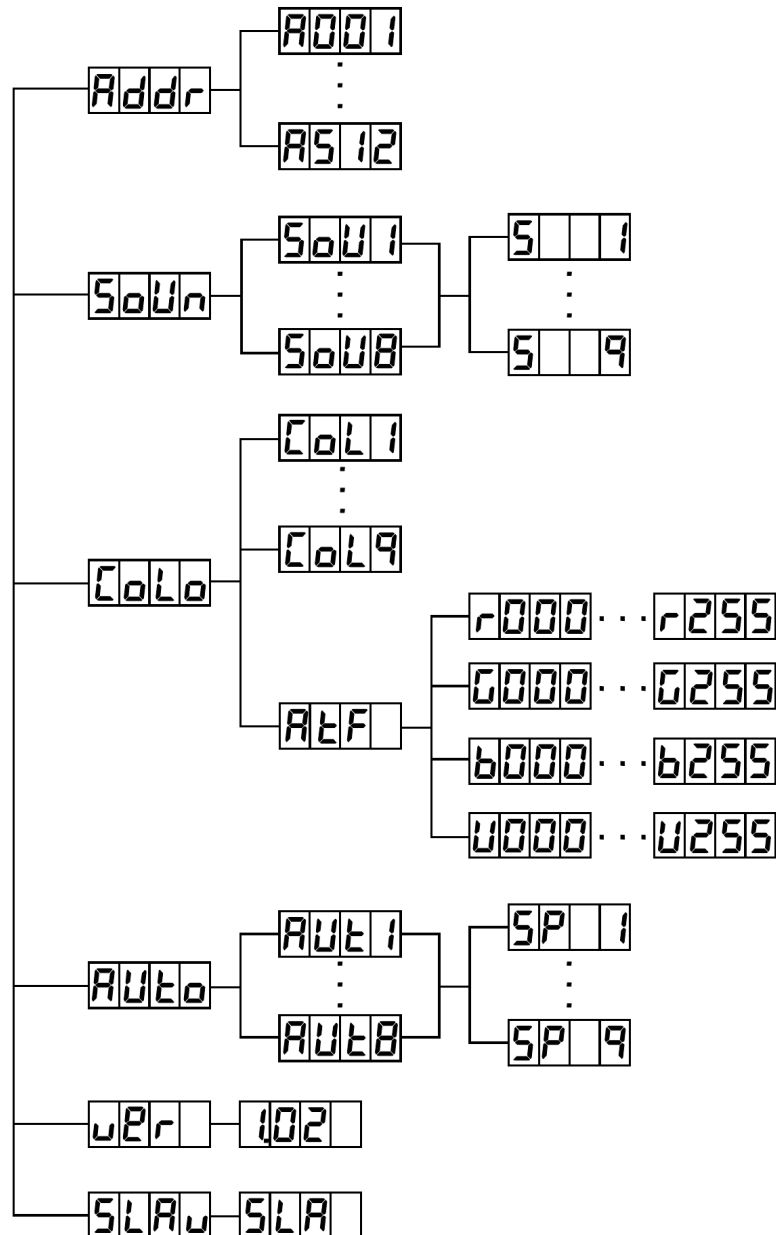 A001
Addr
AS12
SoU1
S 1
SoUn
SoU8
S 9
CoL1
CoL9
CoLo
r000 ... r255
G000 ... G255
AtF
b000 ... b255
U000 ... U255
AUt1
SP 1
AUto
AUt8
SP 9
vEr 1.02
SLAv SLA